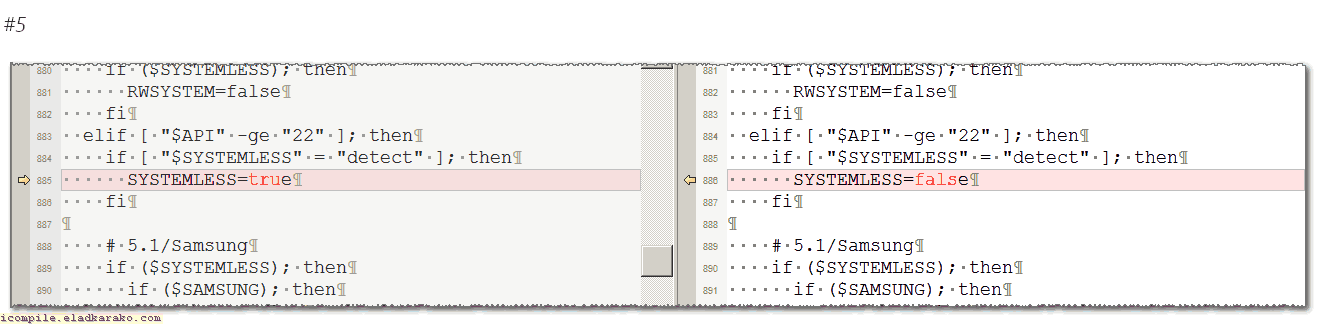 #5
880 ····if·($SYSTEMLESS);·then¶
881 ······RWSYSTEM=false¶
882 ····fi¶
883 ··elif·[·"$API"·-ge·"22"·];·then¶
884 ····if·[·"$SYSTEMLESS"·=·"detect"·];·then¶
885 ······SYSTEMLESS=true¶
886 ····fi¶
887 ¶
888 ····#·5.1/Samsung¶
889 ····if·($SYSTEMLESS);·then¶
890 ······if·($SAMSUNG);·then¶
881 ····if·($SYSTEMLESS);·then¶
882 ······RWSYSTEM=false¶
883 ····fi¶
884 ··elif·[·"$API"·-ge·"22"·];·then¶
885 ····if·[·"$SYSTEMLESS"·=·"detect"·];·then¶
886 ······SYSTEMLESS=false¶
887 ····fi¶
888 ¶
889 ····#·5.1/Samsung¶
890 ····if·($SYSTEMLESS);·then¶
891 ······if·($SAMSUNG);·then¶
icompile.eladkarako.com